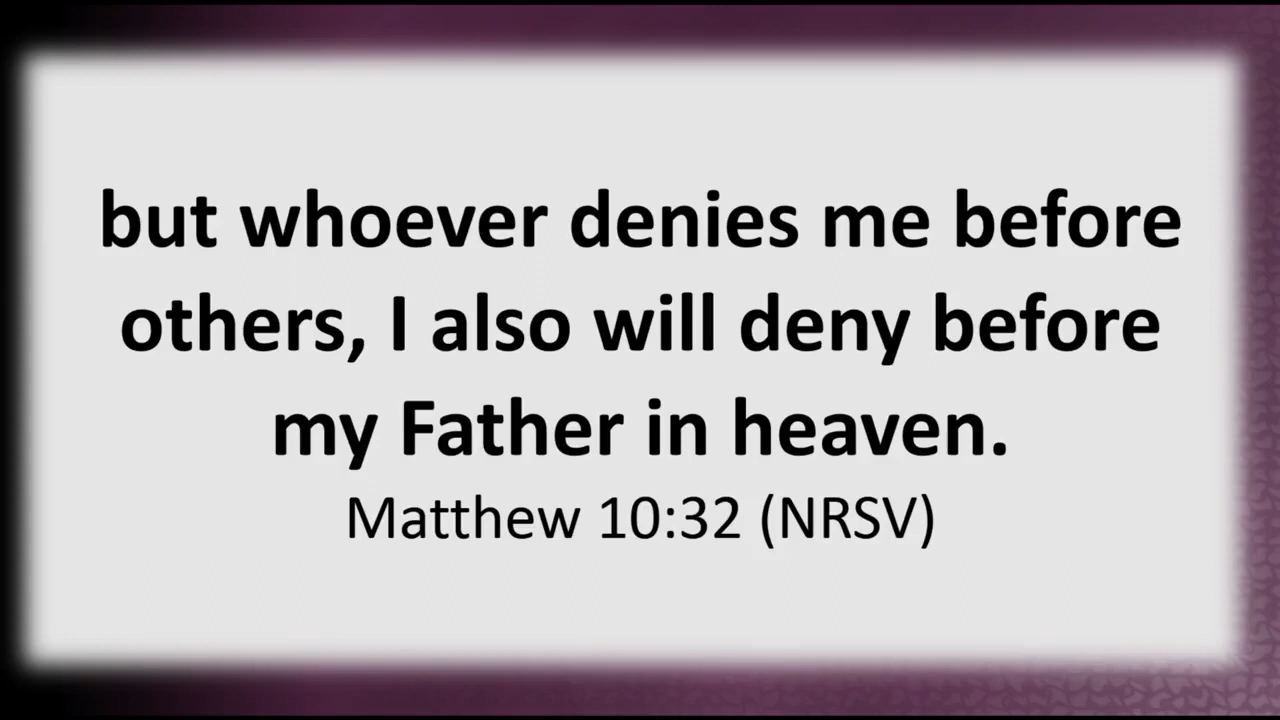 but whoever denies me before
others, I also will deny before
my Father in heaven.
Matthew 10:32 (NRSV)